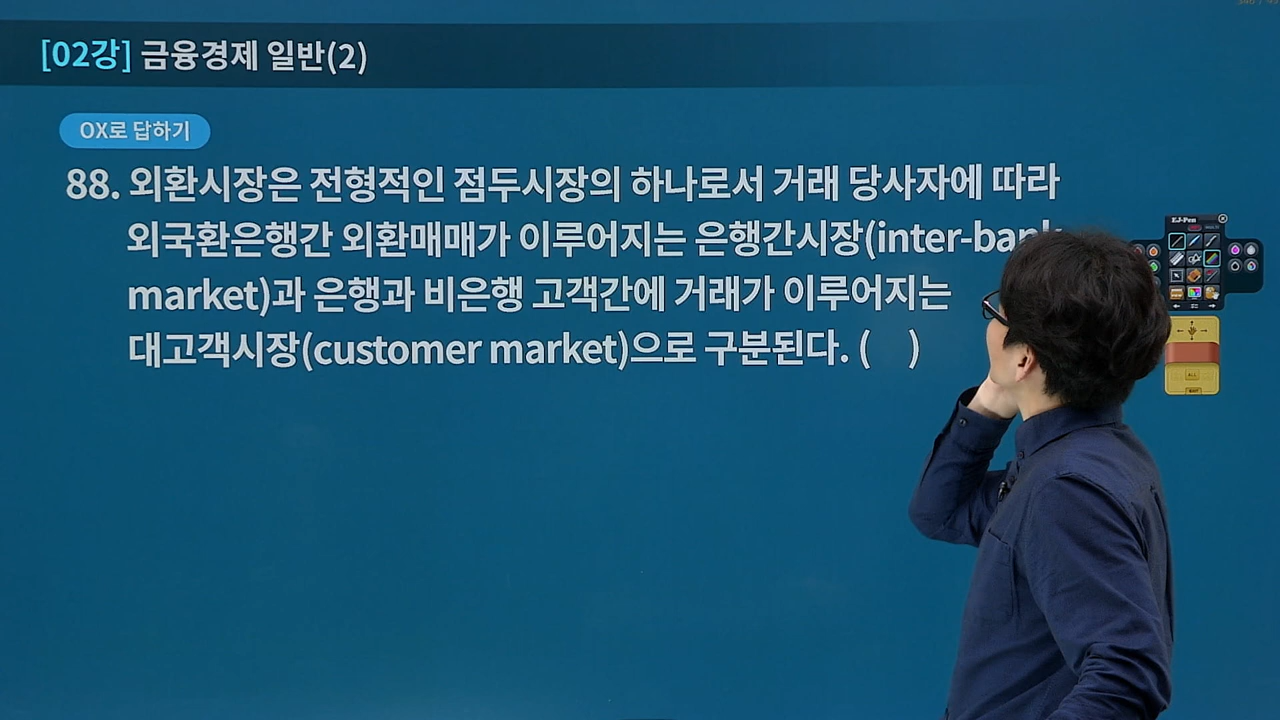 [02강] 금융경제 일반(2)
OX로 답하기
88. 외환시장은 전형적인 점두시장의 하나로서 거래 당사자에 따라
외국환은행간 외환매매가 이루어지는 은행간시장(inter-bank
market)과 은행과 비은행 고객간에 거래가 이루어지는
대고객시장(customer market)으로 구분된다. (    )
EJ-Pen
ALL